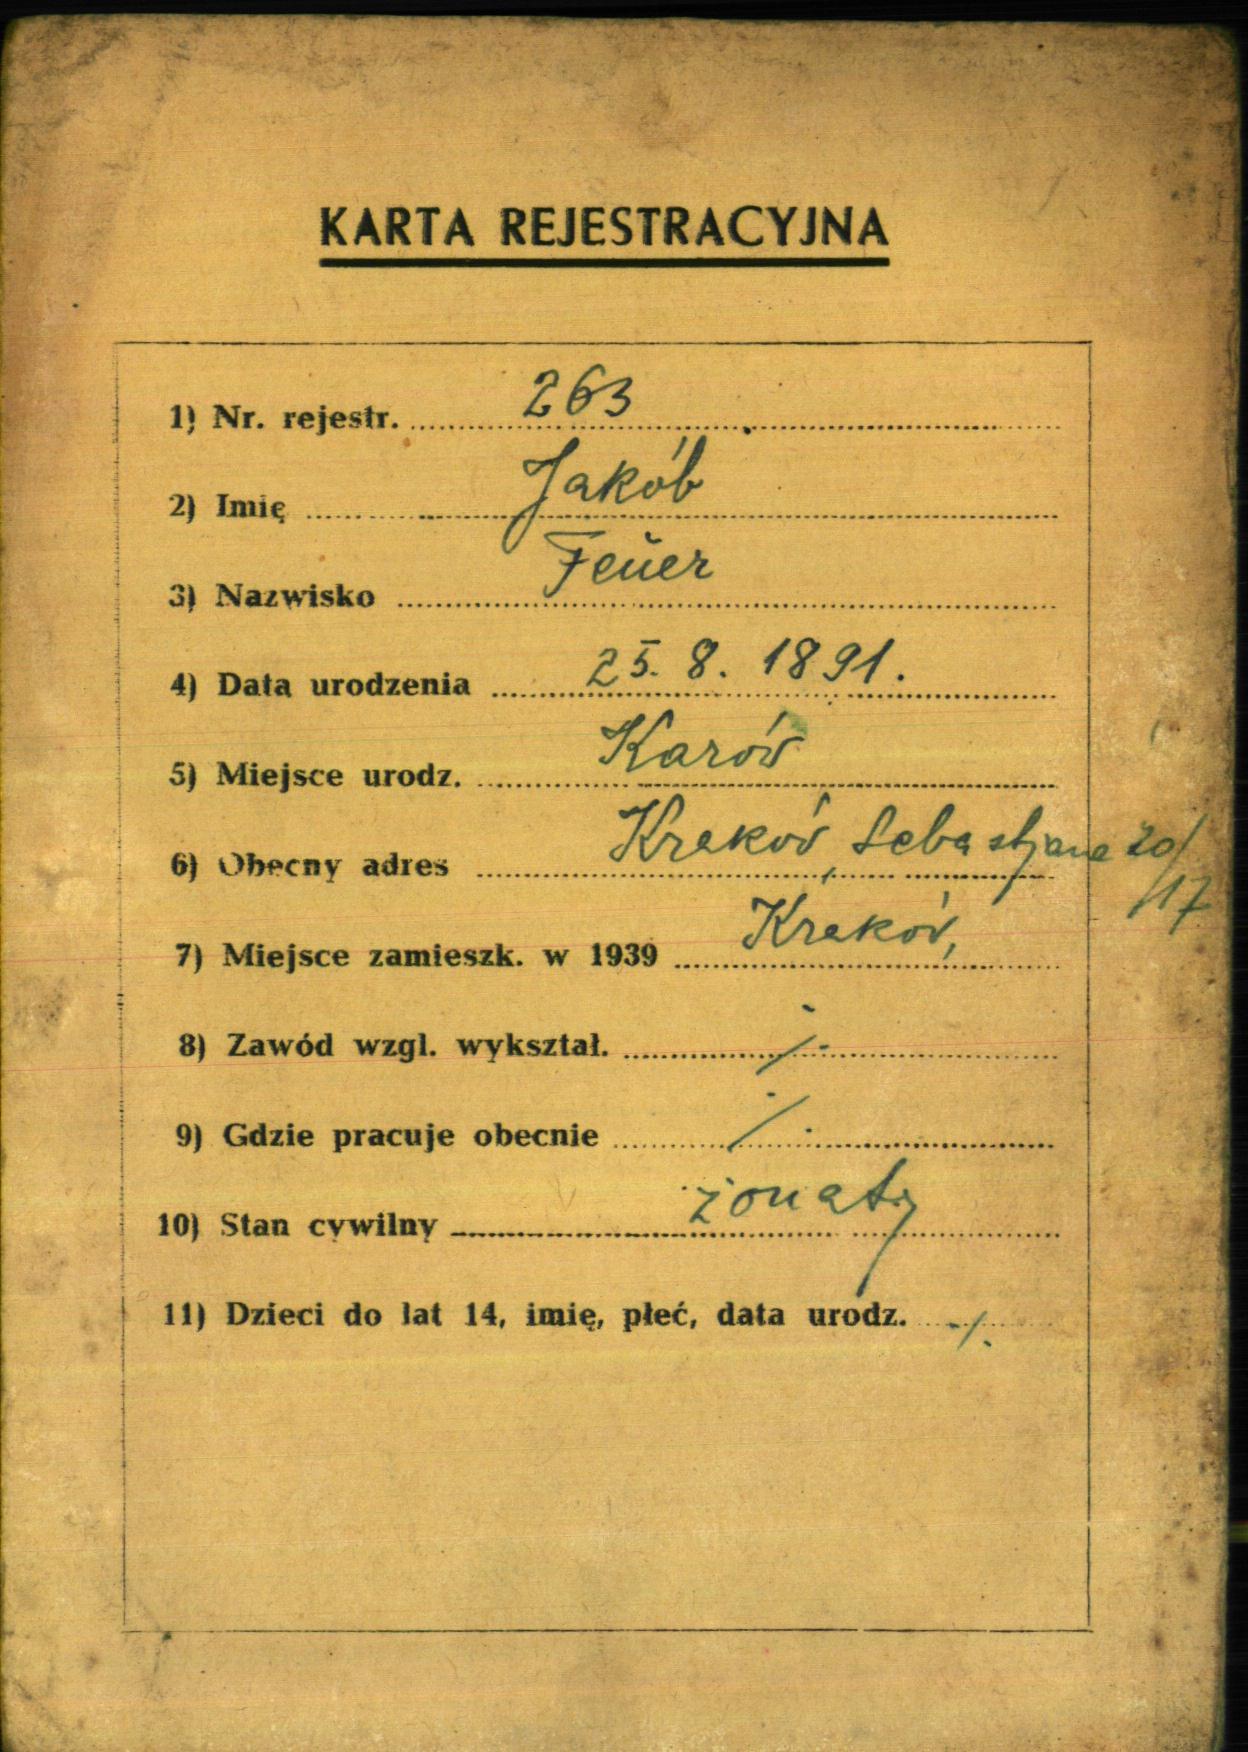 KARTA REJESTRACYJNA
1) Nr. rejestr. 263
2) Imię Jakób
3) Nazwisko Feuer
4) Data urodzenia 25. 8. 1891.
5) Miejsce urodz. Karów
6) Obecny adres Kraków, Sebastjana 20/
/17
7) Miejsce zamieszk. w 1939 Kraków,
8) Zawód wzgl. wykształ. -/-
9) Gdzie pracuje obecnie -/-
10) Stan cywilny żonaty
11) Dzieci do lat 14, imię, płeć, data urodz. -/.